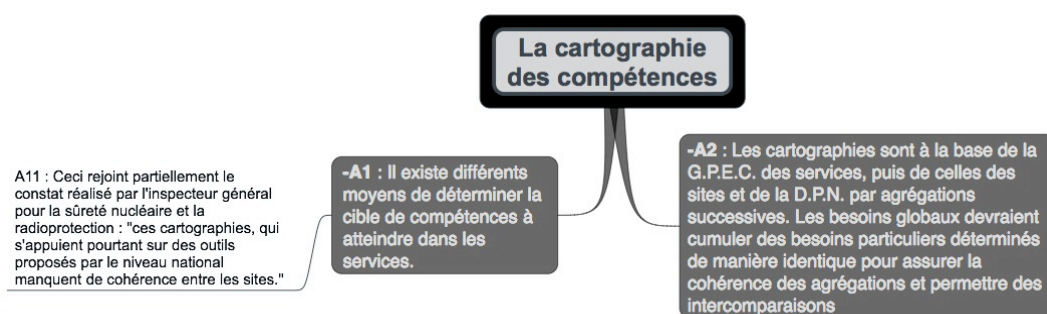 La cartographie
des compétences
A11 : Ceci rejoint partiellement le
constat réalisé par l'inspecteur général
pour la sûreté nucléaire et la
radioprotection : "ces cartographies, qui
s'appuient pourtant sur des outils
proposés par le niveau national
manquent de cohérence entre les sites."
-A1 : Il existe différents
moyens de déterminer la
cible de compétences à
atteindre dans les
services.
-A2 : Les cartographies sont à la base de la
G.P.E.C. des services, puis de celles des
sites et de la D.P.N. par agrégations
successives. Les besoins globaux devraient
cumuler des besoins particuliers déterminés
de manière identique pour assurer la
cohérence des agrégations et permettre des
intercomparaisons